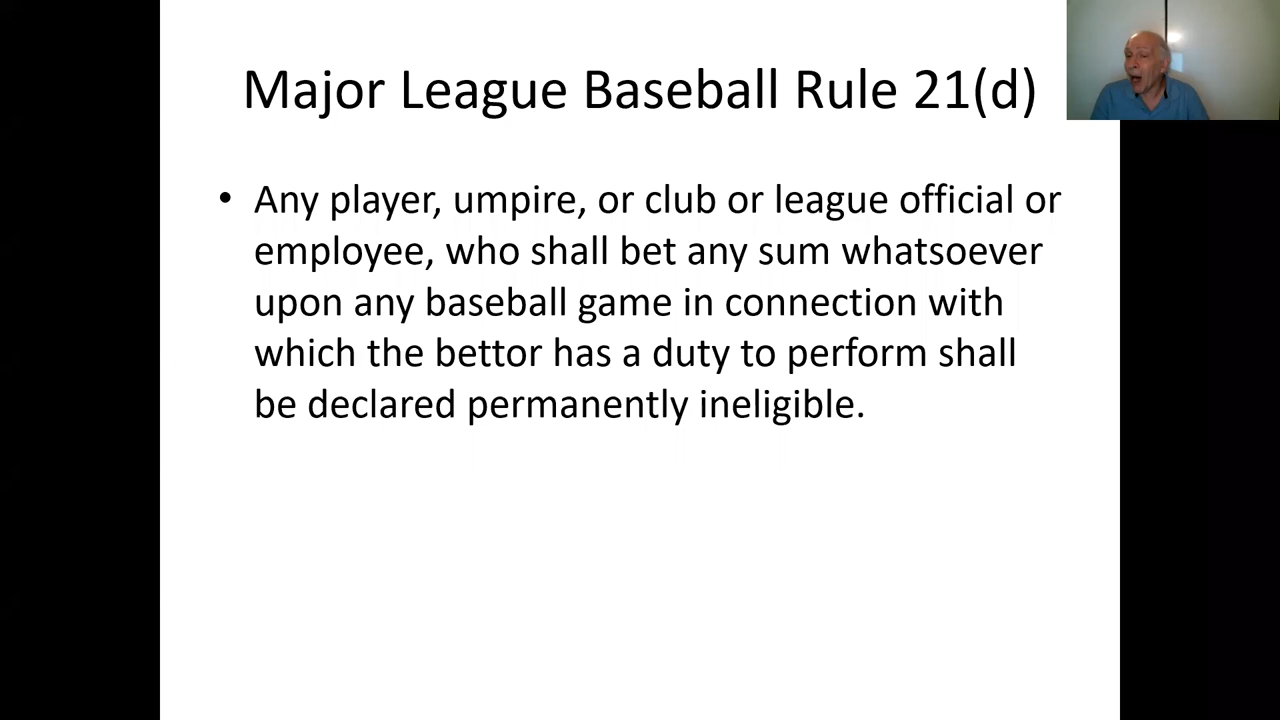 Major League Baseball Rule 21(d)
• Any player, umpire, or club or league official or
employee, who shall bet any sum whatsoever
upon any baseball game in connection with
which the bettor has a duty to perform shall
be declared permanently ineligible.